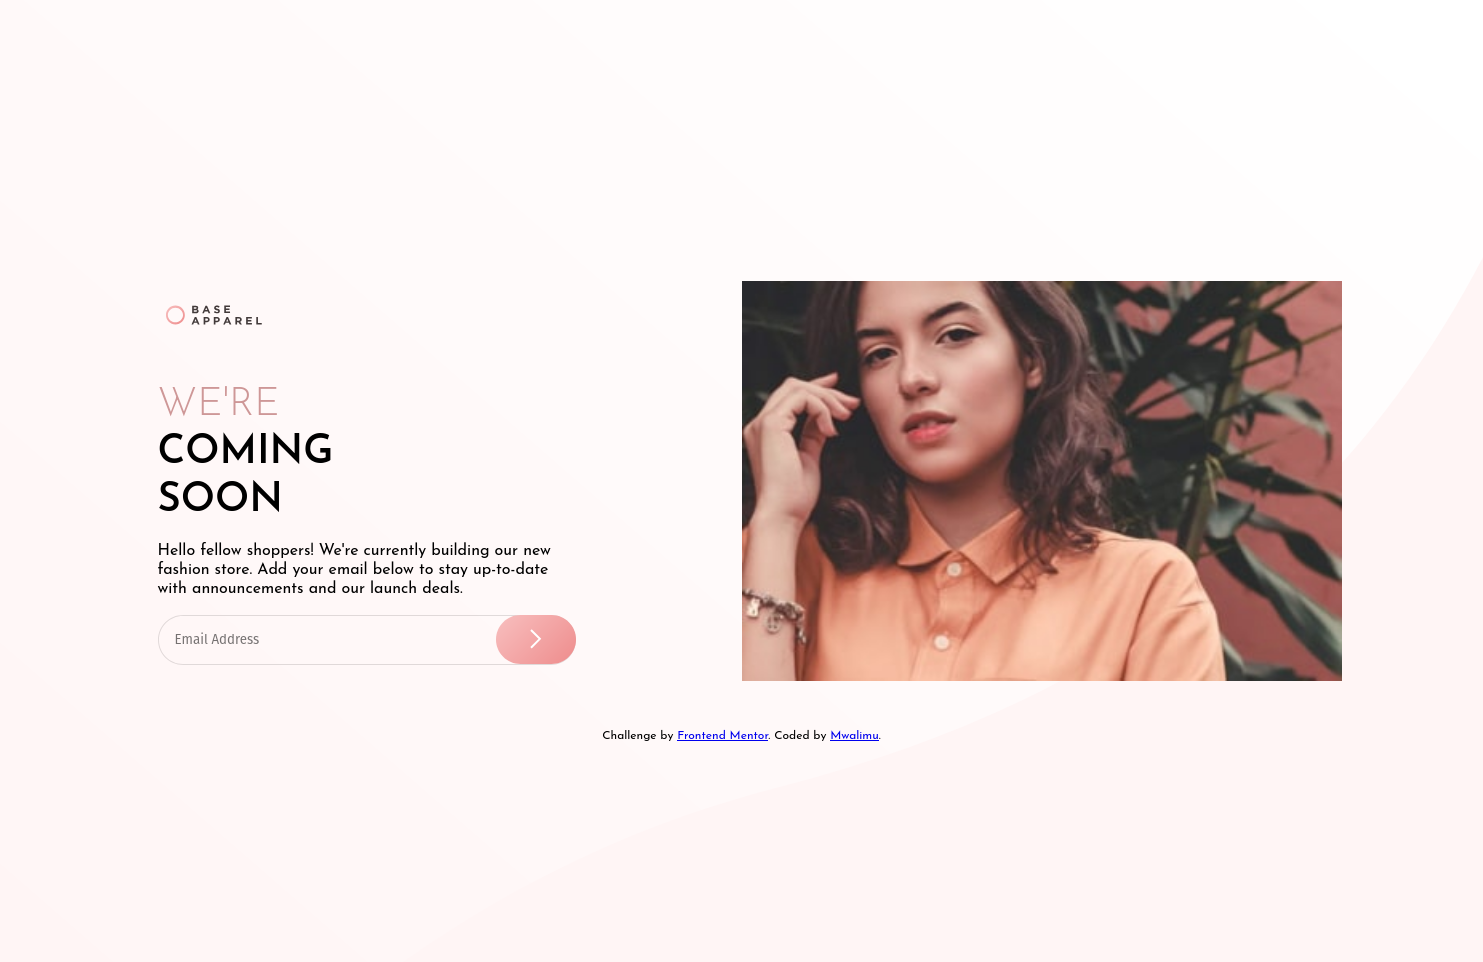 BASE
APPAREL
WE'RE
COMING
SOON
Hello fellow shoppers! We're currently building our new
fashion store. Add your email below to stay up-to-date
with announcements and our launch deals.
Email Address
Challenge by Frontend Mentor. Coded by Mwalimu.